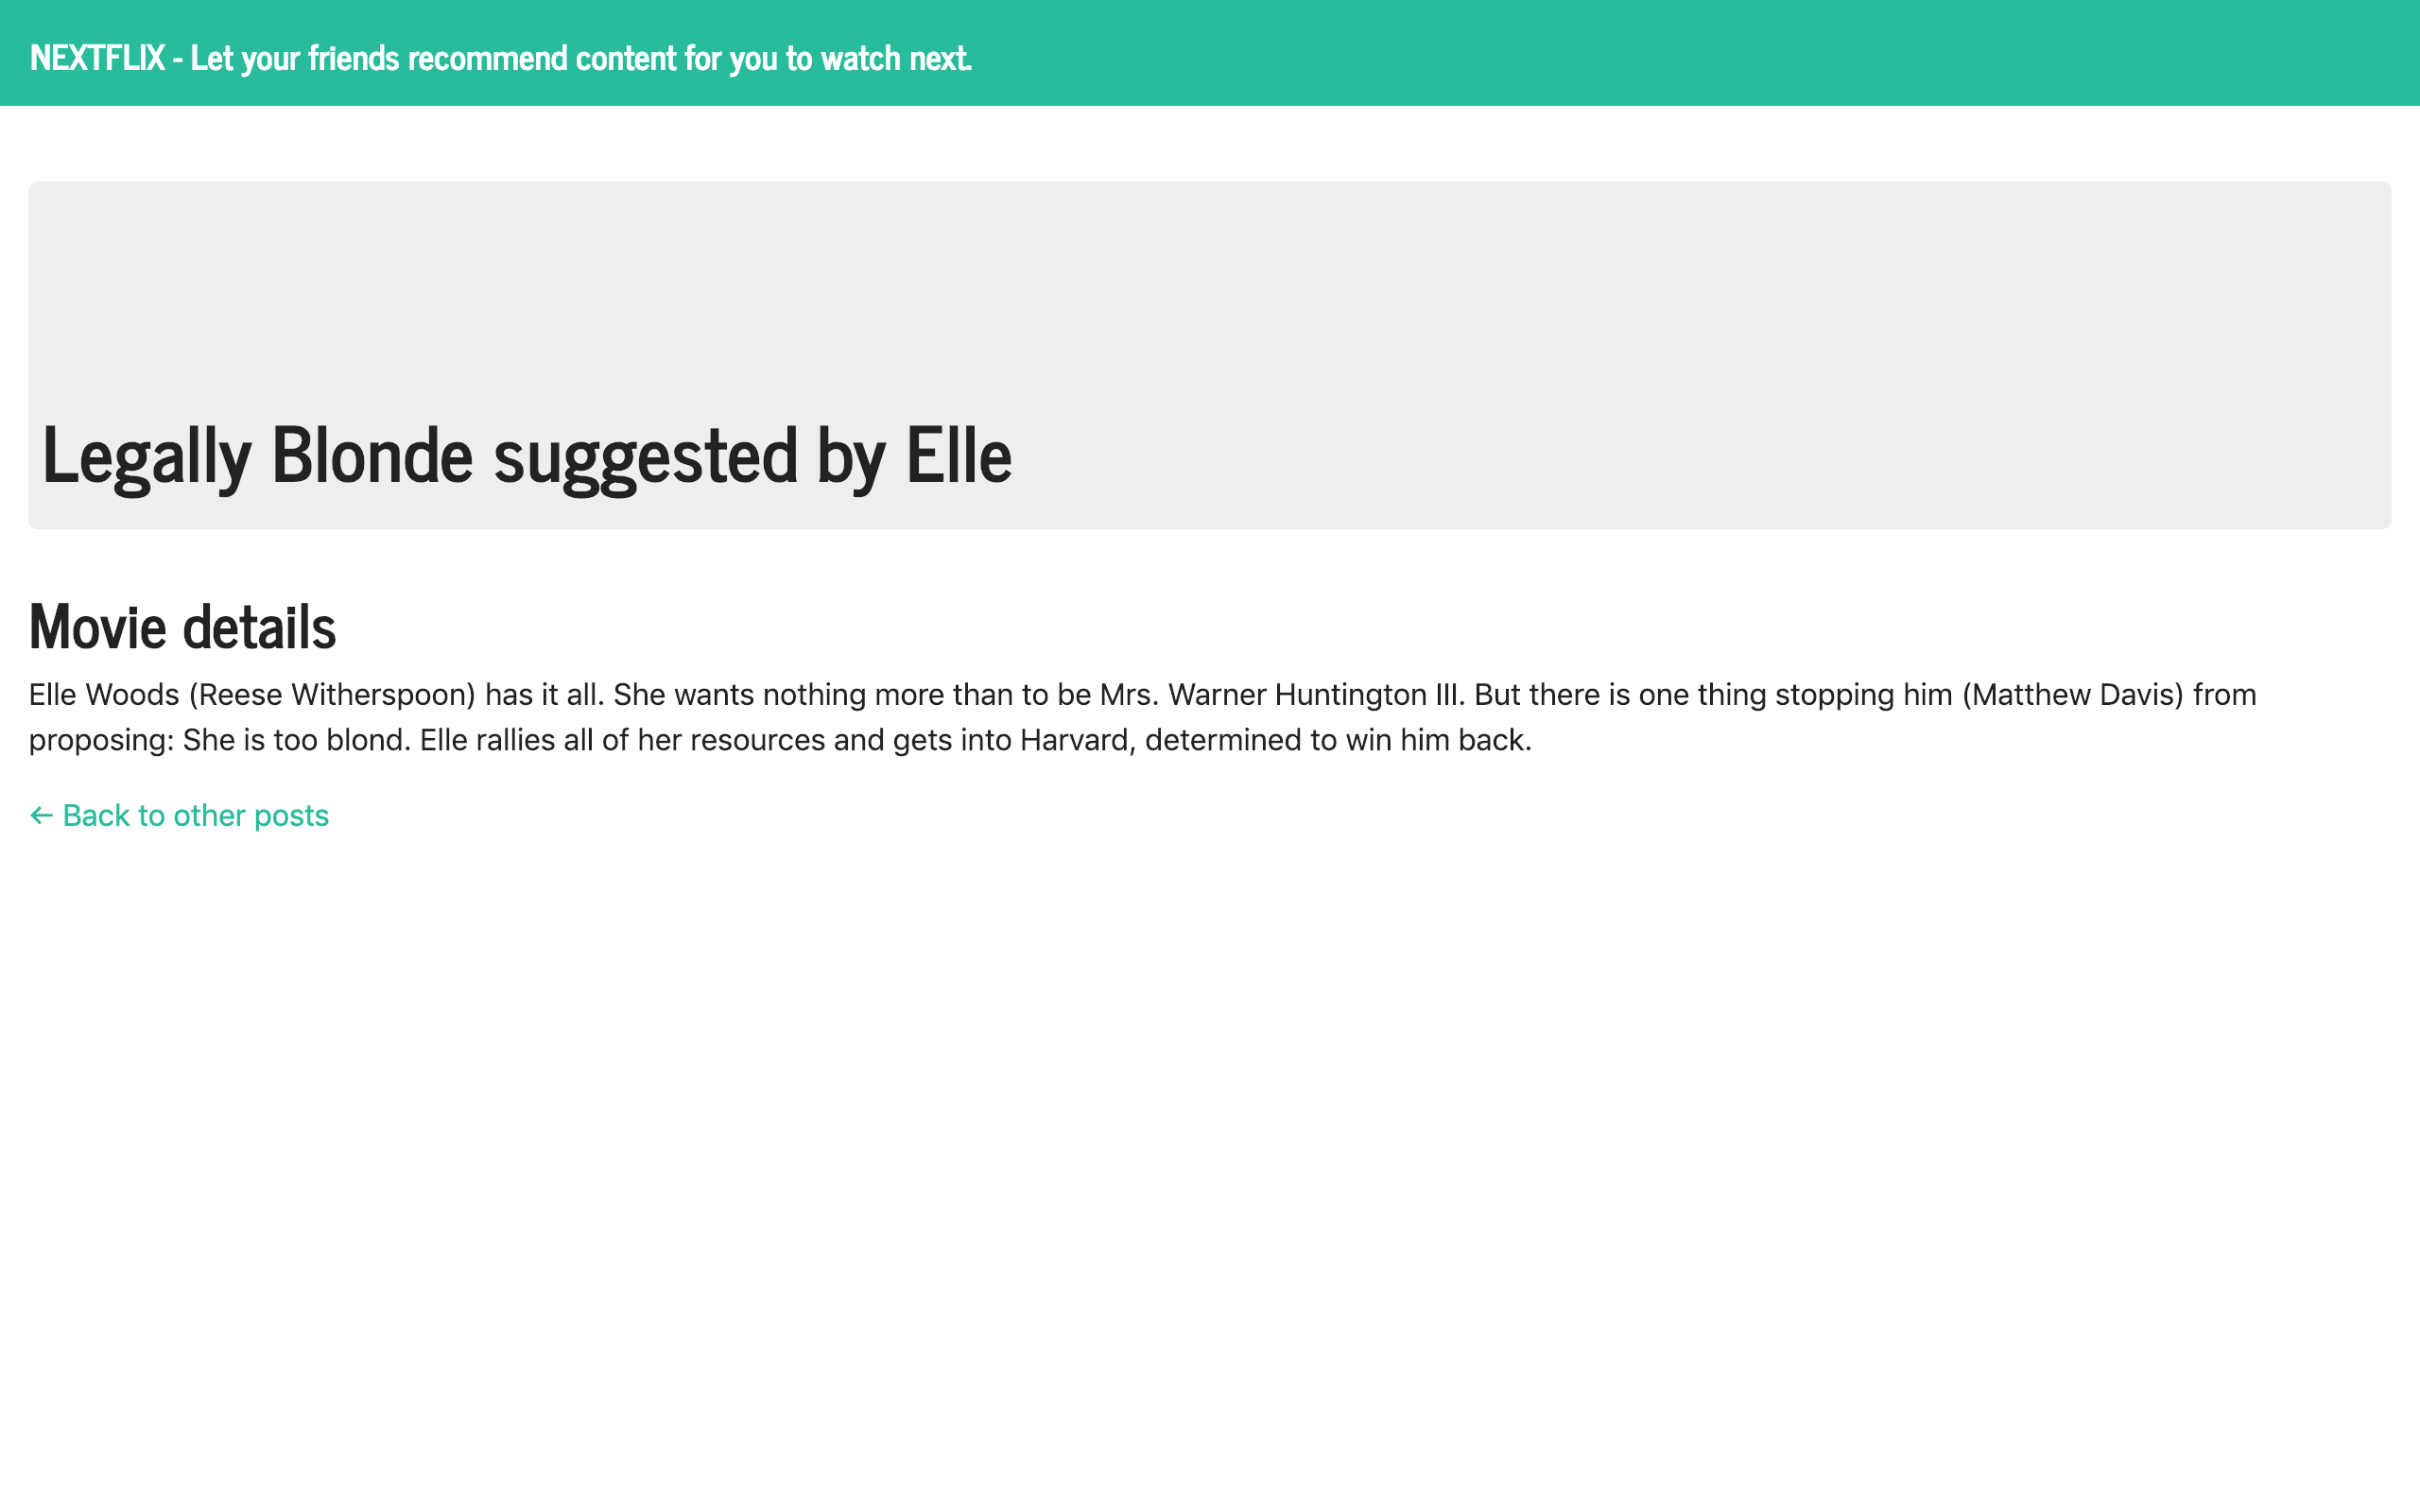 NEXTFLIX - Let your friends recommend content for you to watch next.
Legally Blonde suggested by Elle
Movie details
Elle Woods (Reese Witherspoon) has it all. She wants nothing more than to be Mrs. Warner Huntington III. But there is one thing stopping him (Matthew Davis) from
proposing: She is too blond. Elle rallies all of her resources and gets into Harvard, determined to win him back.
← Back to other posts